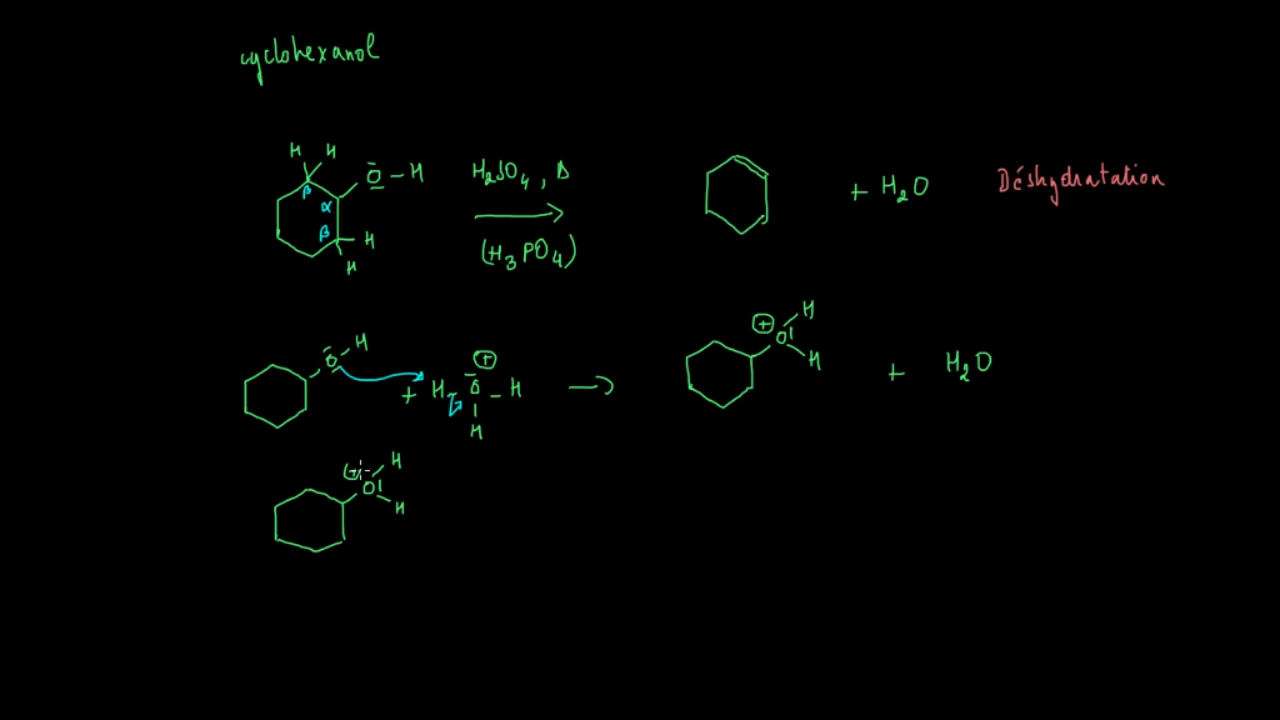 cyclohexanol
H H
β Ō - H H₂SO₄, Δ + H₂O Déshydratation
α
β H (H₃PO₄)
H
O H + H - O - H ⊕ → ⊕ O H H + H₂O
H
⊕ O H
H